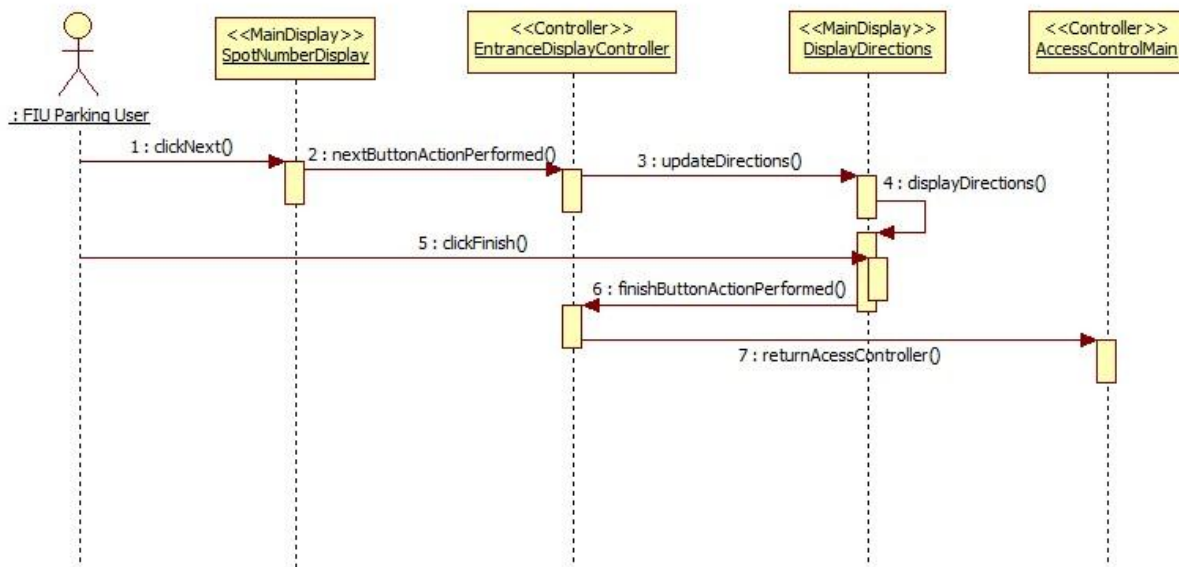 <<MainDisplay>>
SpotNumberDisplay
<<Controller>>
EntranceDisplayController
<<MainDisplay>>
DisplayDirections
<<Controller>>
AccessControlMain
: FIU Parking User
1 : clickNext()
2 : nextButtonActionPerformed()
3 : updateDirections()
4 : displayDirections()
5 : clickFinish()
6 : finishButtonActionPerformed()
7 : returnAcessController()